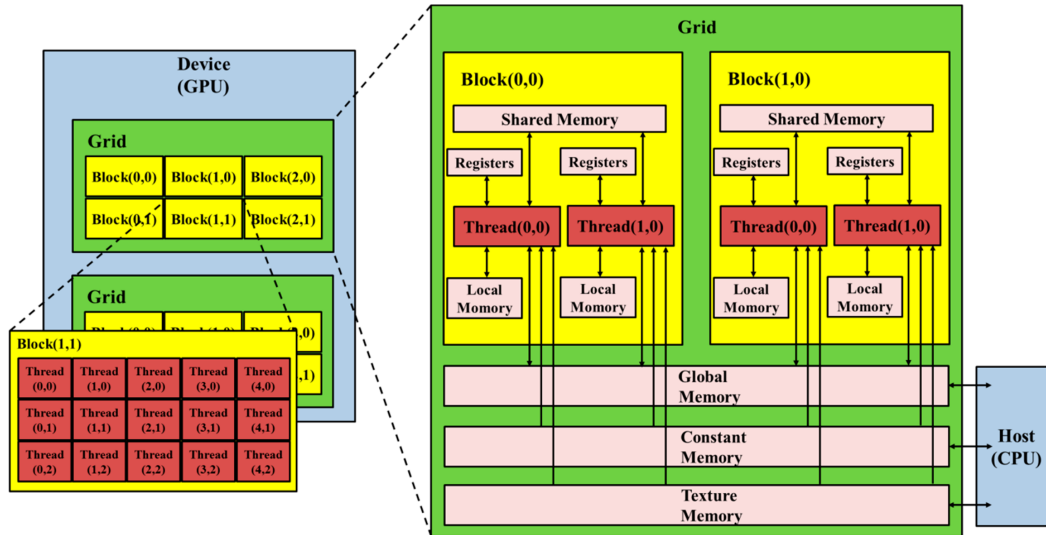 Device
(GPU)
Grid
Block(0,0) Block(1,0) Block(2,0)
Block(0,1) Block(1,1) Block(2,1)
Grid
Block(1,1)
Thread (0,0) Thread (1,0) Thread (2,0) Thread (3,0) Thread (4,0)
Thread (0,1) Thread (1,1) Thread (2,1) Thread (3,1) Thread (4,1)
Thread (0,2) Thread (1,2) Thread (2,2) Thread (3,2) Thread (4,2)
Grid
Block(0,0)
Shared Memory
Registers Registers
Thread(0,0) Thread(1,0)
Local Momory Local Momory
Block(1,0)
Shared Memory
Registers Registers
Thread(0,0) Thread(1,0)
Local Momory Local Momory
Global
Memory
Constant
Memory
Texture
Memory
Host
(CPU)